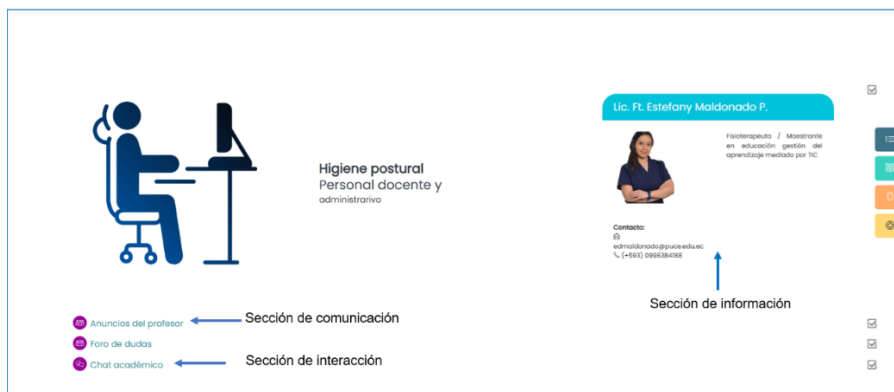 Lic. Ft. Estefany Maldonado P.
Fisioterapeuta / Maestrante
en educación gestión del
aprendizaje mediado por TIC
Higiene postural
Personal docente y
administrarivo
Contacto:
edmaldonado@puce.edu.ec
(+593) 0998384188
Sección de información
Anuncios del profesor
Sección de comunicación
Foro de dudas
Chat académico
Sección de interacción